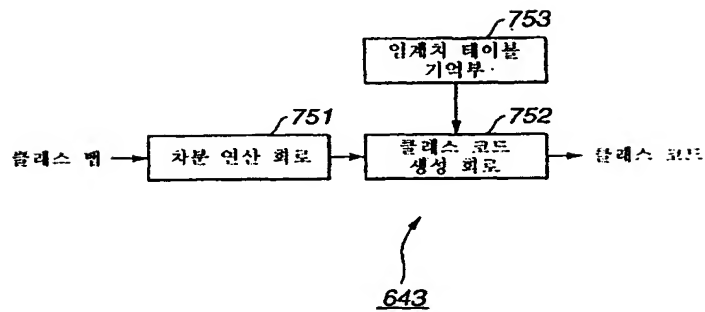 753
임계치 테이블
기억부
751
752
클래스 탭
차분 연산 회로
클래스 코드
생성 회로
클래스 코드
643